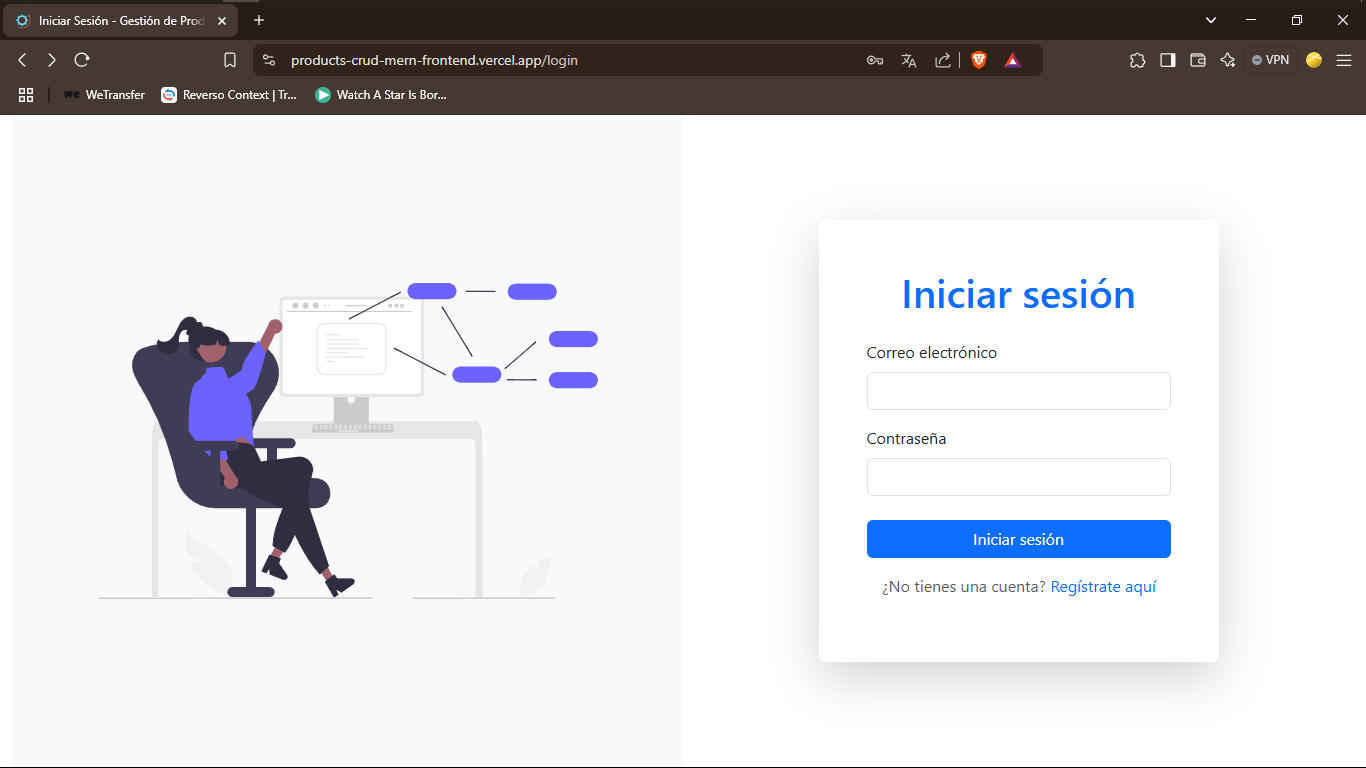 Iniciar Sesión - Gestión de Prod
products-crud-mern-frontend.vercel.app/login
VPN
WeTransfer
Reverso Context | Tr...
Watch A Star Is Bor...
Iniciar sesión
Correo electrónico
Contraseña
Iniciar sesión
¿No tienes una cuenta? Regístrate aquí